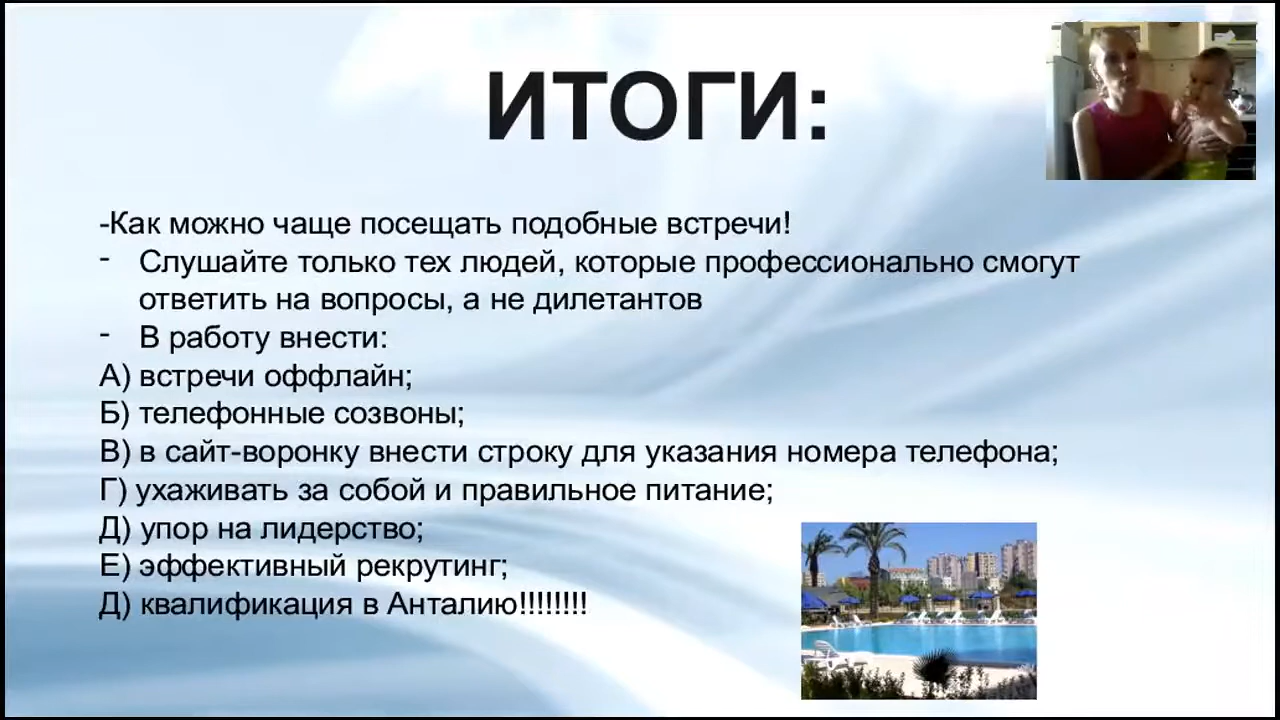 ИТОГИ:
-Как можно чаще посещать подобные встречи!
- Слушайте только тех людей, которые профессионально смогут
ответить на вопросы, а не дилетантов
- В работу внести:
А) встречи оффлайн;
Б) телефонные созвоны;
В) в сайт-воронку внести строку для указания номера телефона;
Г) ухаживать за собой и правильное питание;
Д) упор на лидерство;
Е) эффективный рекрутинг;
Д) квалификация в Анталию!!!!!!!!